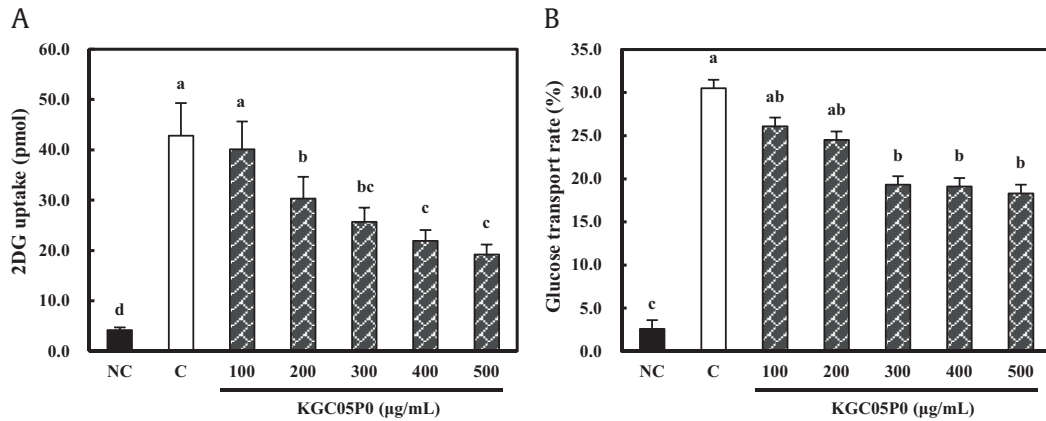 A
2DG uptake (pmol)
60.0
50.0
40.0
30.0
20.0
10.0
0.0
a
a
b
bc
c
c
d
NC C 100 200 300 400 500
KGC05P0 (μg/mL)
B
Glucose transport rate (%)
35.0
30.0
25.0
20.0
15.0
10.0
5.0
0.0
a
ab
ab
b
b
b
c
NC C 100 200 300 400 500
KGC05P0 (μg/mL)